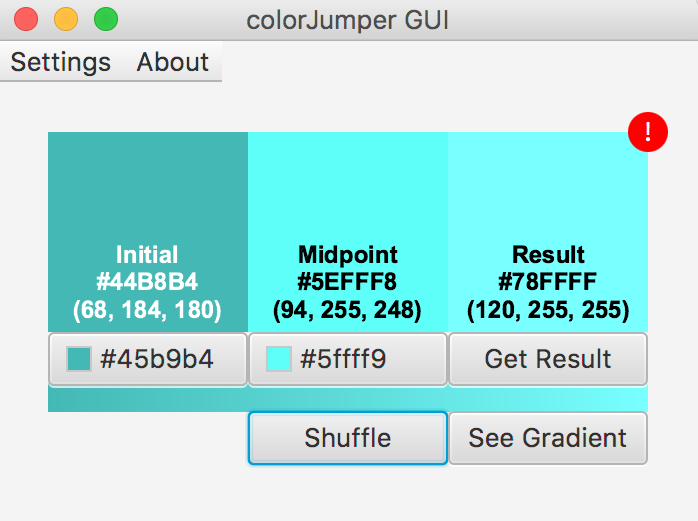 colorJumper GUI
Settings About
!
Initial
#44B8B4
(68, 184, 180)
Midpoint
#5EFFF8
(94, 255, 248)
Result
#78FFFF
(120, 255, 255)
#45b9b4
#5ffff9
Get Result
Shuffle
See Gradient